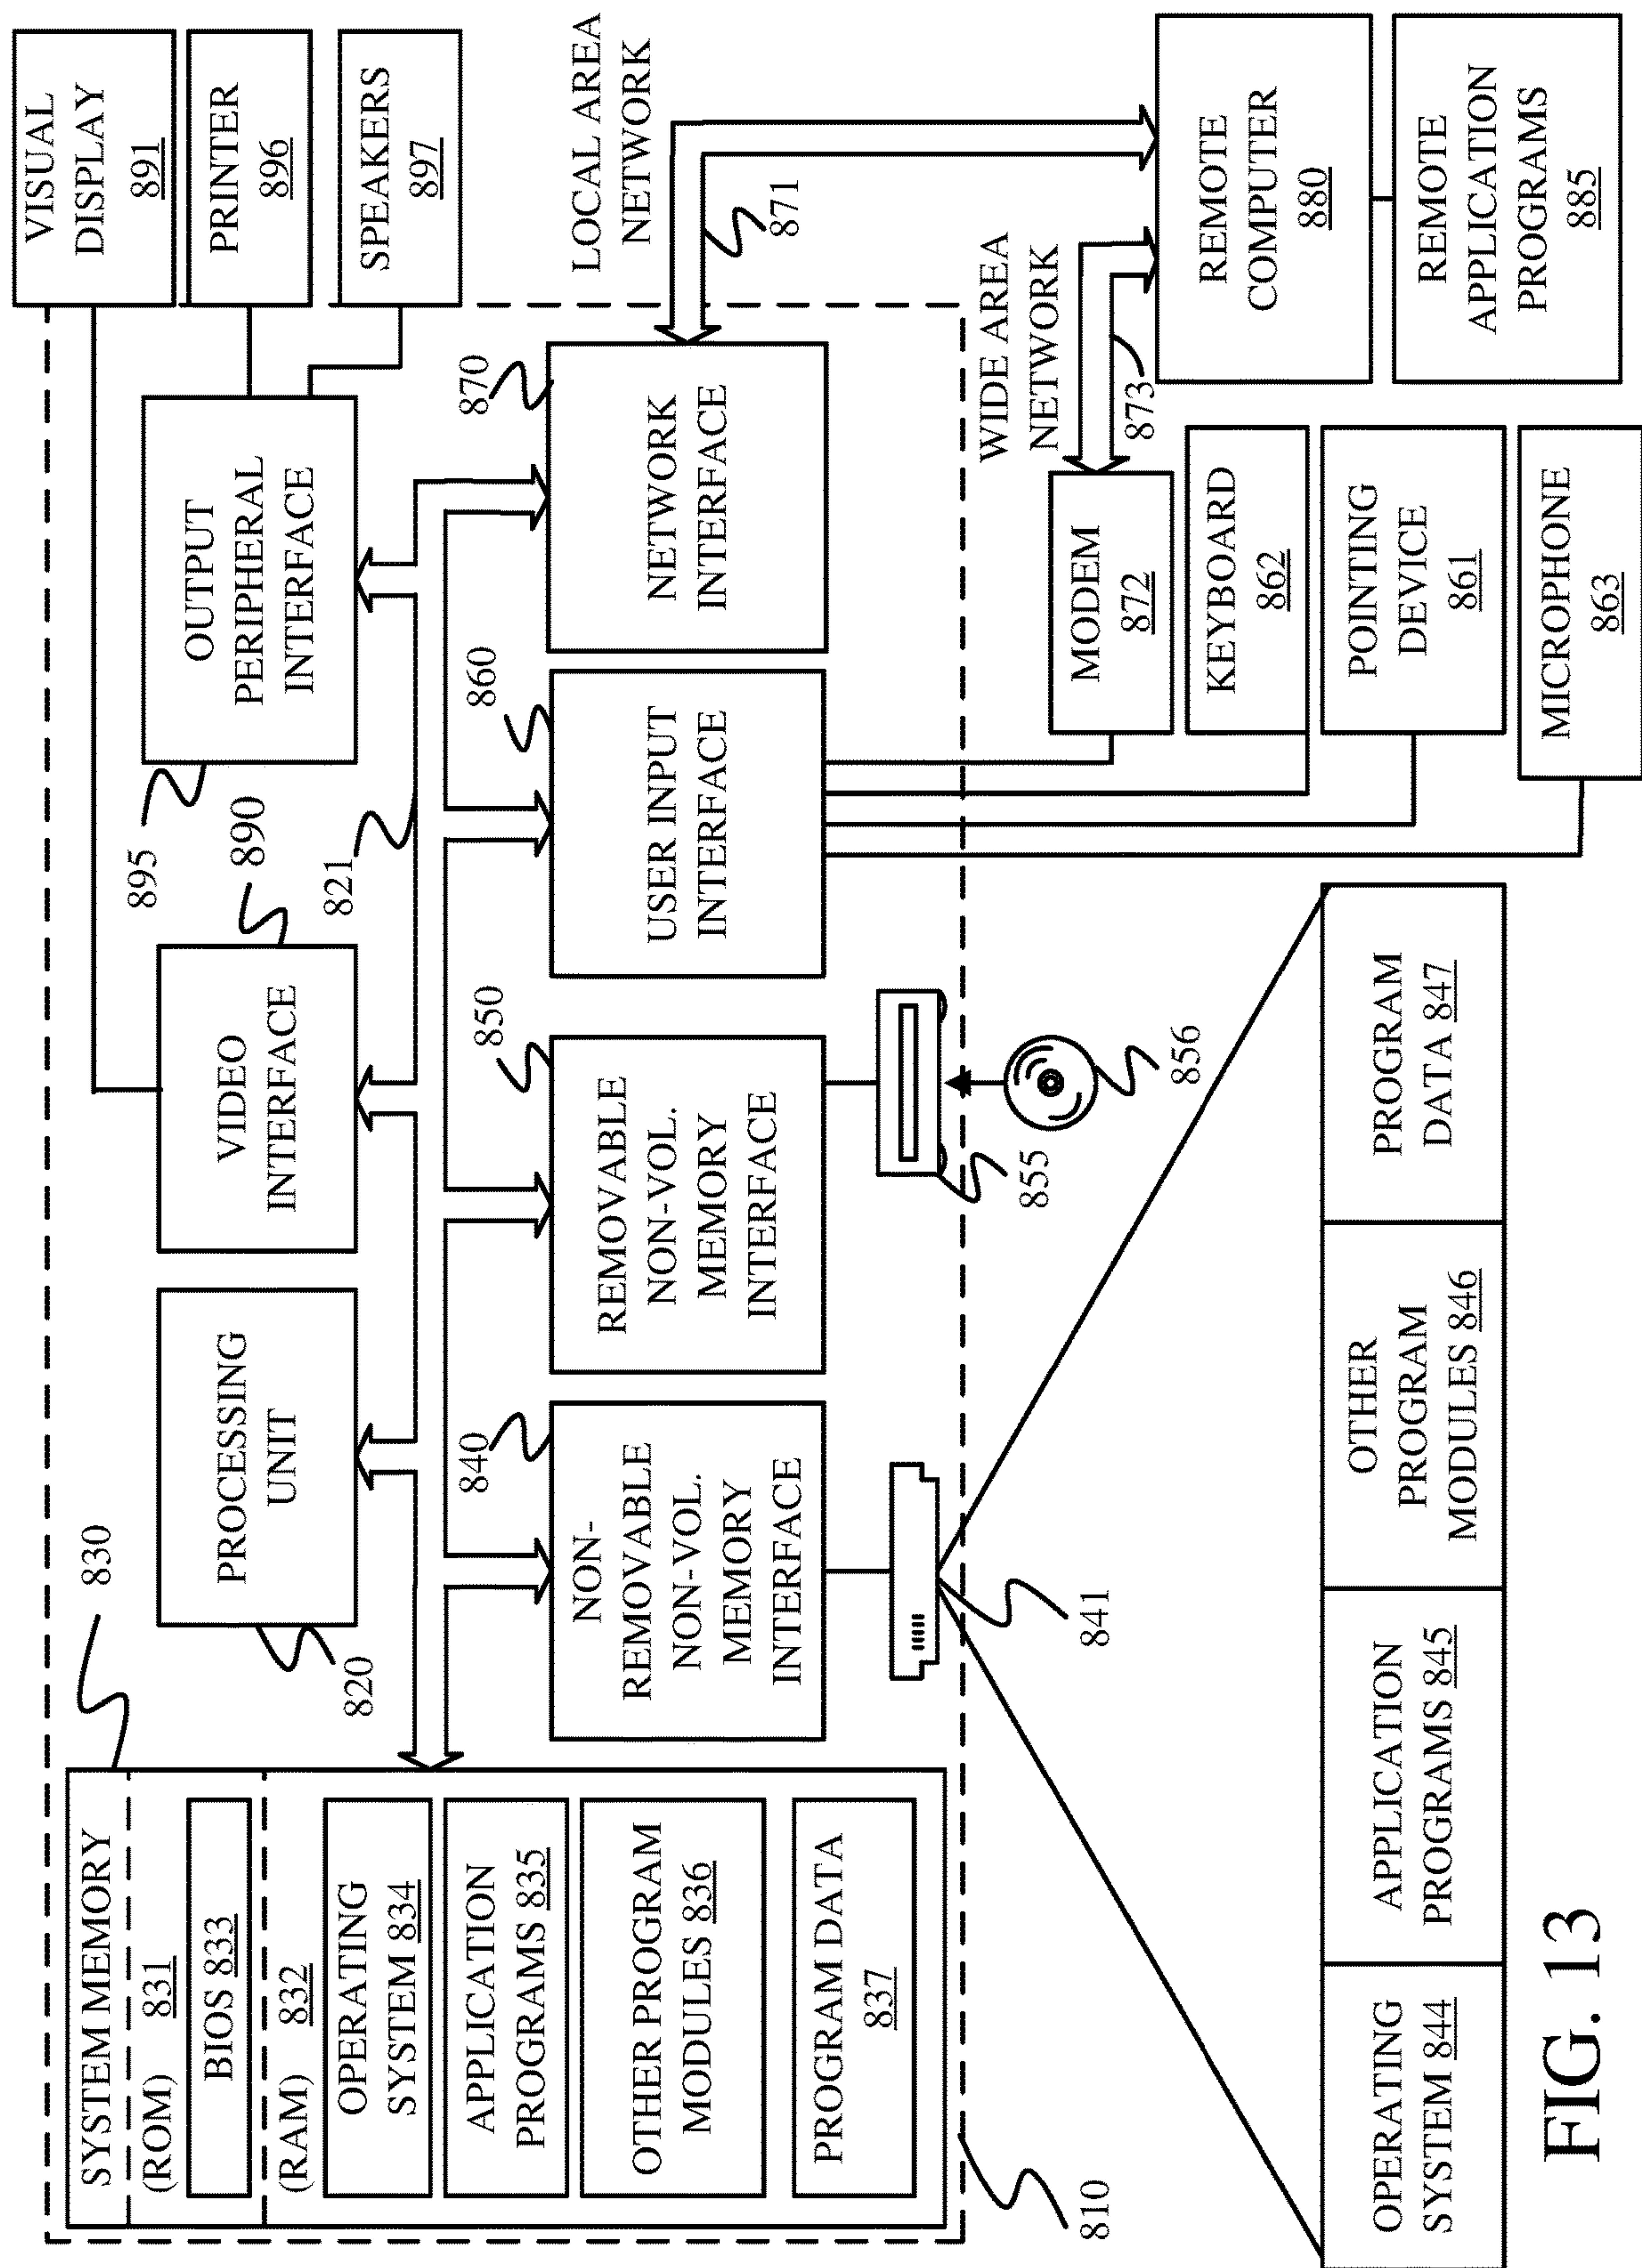 SYSTEM MEMORY
(ROM) 831
BIOS 833
(RAM) 832
OPERATING
SYSTEM 834
APPLICATION
PROGRAMS 835
OTHER PROGRAM
MODULES 836
PROGRAM DATA
837
830
810
PROCESSING
UNIT
820
VIDEO
INTERFACE
890
821
OUTPUT
PERIPHERAL
INTERFACE
895
VISUAL
DISPLAY
891
PRINTER
896
SPEAKERS
897
NON-
REMOVABLE
NON-VOL.
MEMORY
INTERFACE
840
841
REMOVABLE
NON-VOL.
MEMORY
INTERFACE
850
855
856
USER INPUT
INTERFACE
860
NETWORK
INTERFACE
870
LOCAL AREA
NETWORK
871
WIDE AREA
NETWORK
873
MODEM
872
KEYBOARD
862
POINTING
DEVICE
861
MICROPHONE
863
REMOTE
COMPUTER
880
REMOTE
APPLICATION
PROGRAMS
885
OPERATING
SYSTEM 844
APPLICATION
PROGRAMS 845
OTHER
PROGRAM
MODULES 846
PROGRAM
DATA 847
FIG. 13